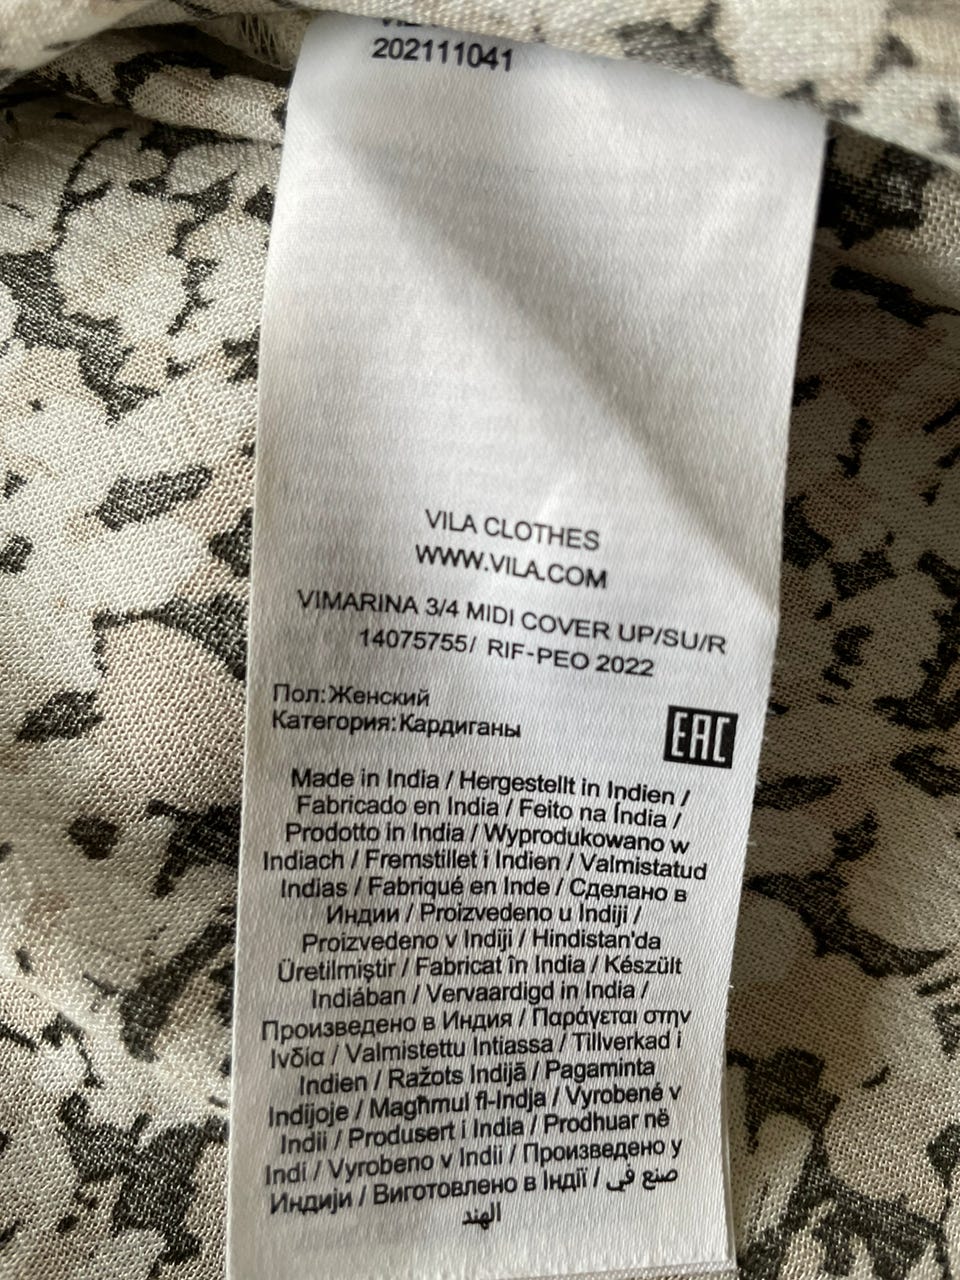 202111041
VILA CLOTHES
WWW.VILA.COM
VIMARINA 3/4 MIDI COVER UP/SU/R
14075755/ RIF-PEO 2022
Пол:Женский
Категория:Кардиганы
EAC
Made in India / Hergestellt in Indien /
Fabricado en India / Feito na Índia /
Prodotto in India / Wyprodukowano w
Indiach / Fremstillet i Indien / Valmistatud
Indias / Fabriqué en Inde / Сделано в
Индии / Proizvedeno u Indiji /
Proizvedeno v Indiji / Hindistan'da
Üretilmiştir / Fabricat în India / Készült
Indiában / Vervaardigd in India /
Произведено в Индия / Παράγεται στην
Ινδία / Valmistettu Intiassa / Tillverkad i
Indien / Ražots Indijā / Pagaminta
Indijoje / Magħmul fl-Indja / Vyrobené v
Indii / Produsert i India / Prodhuar në
Indi / Vyrobeno v Indii / Произведено у
Индији / Виготовлено в Індії / صنع في
الهند